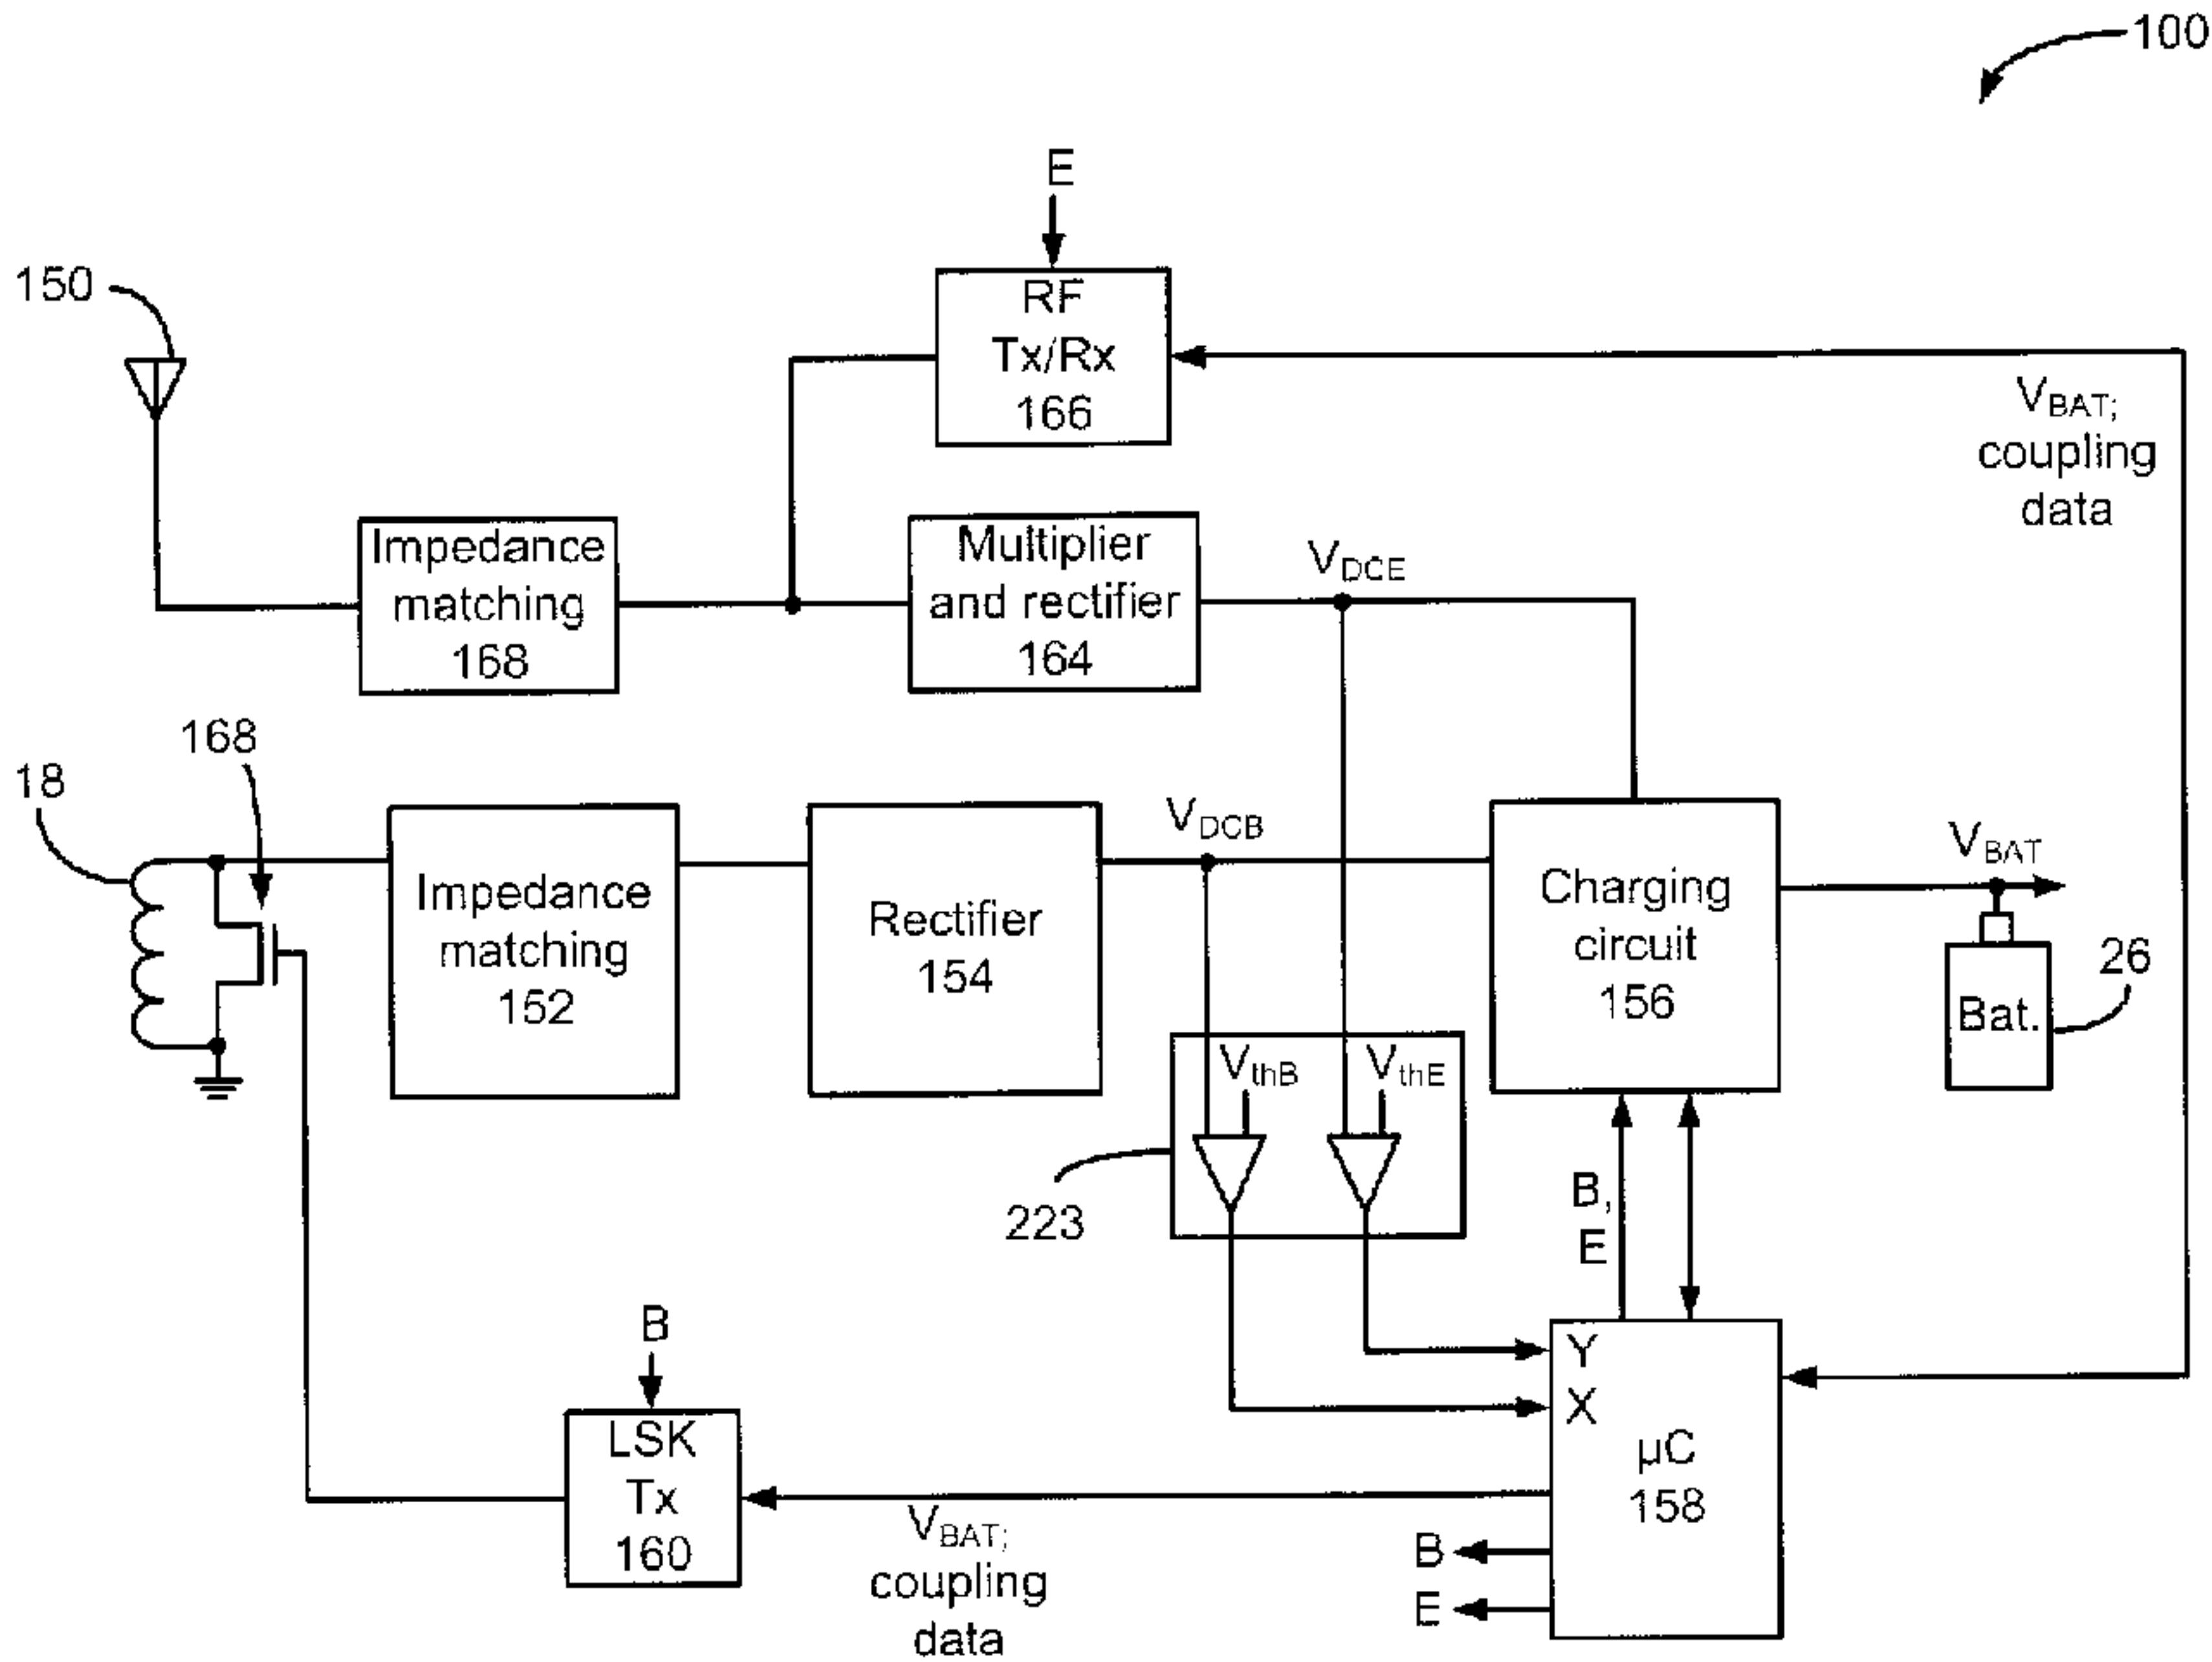 100
E
150
RF
Tx/Rx
166
VBAT;
coupling
data
Impedance
matching
168
Multiplier
and rectifier
164
VDCE
168
18
Impedance
matching
152
Rectifier
154
VDCB
Charging
circuit
156
VBAT
26
Bat.
VthB
VthE
223
B,
E
B
Y
X
µC
158
LSK
Tx
160
VBAT;
coupling
data
B
E